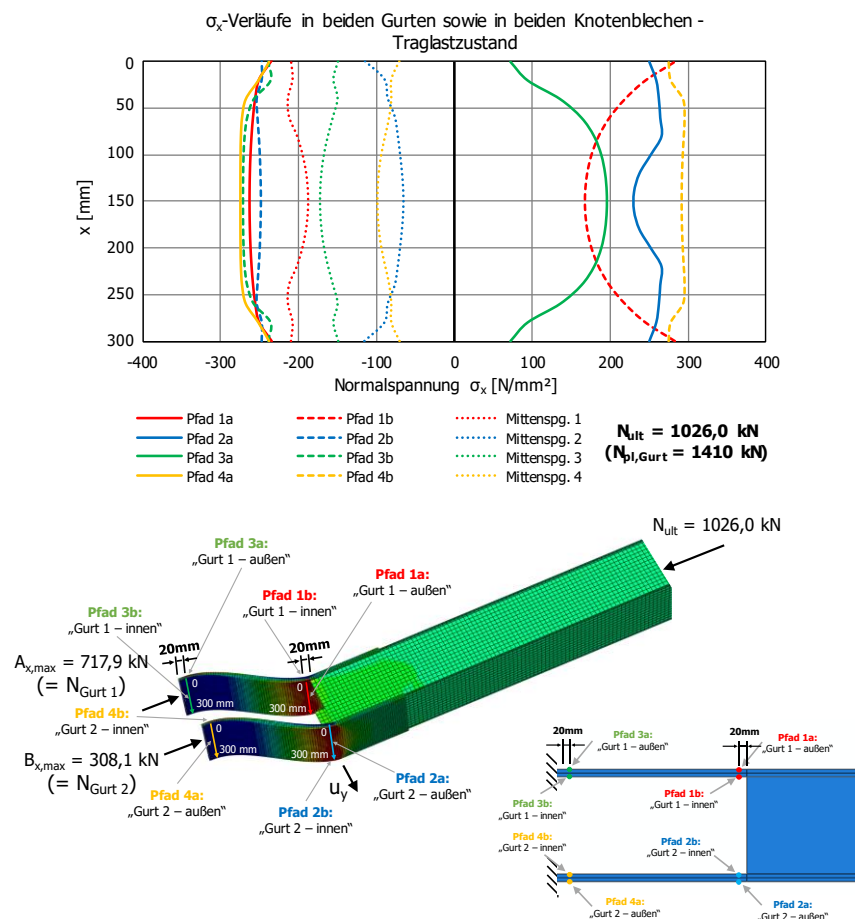 σx-Verläufe in beiden Gurten sowie in beiden Knotenblechen -
Traglastzustand
0
50
100
150
200
250
300
x [mm]
-400 -300 -200 -100 0 100 200 300 400
Normalspannung σx [N/mm²]
Pfad 1a Pfad 1b Mittenspg. 1
Pfad 2a Pfad 2b Mittenspg. 2
Pfad 3a Pfad 3b Mittenspg. 3
Pfad 4a Pfad 4b Mittenspg. 4
Nult = 1026,0 kN
(Npl,Gurt = 1410 kN)
Nult = 1026,0 kN
Pfad 3a:
„Gurt 1 – außen“
Pfad 1b:
„Gurt 1 – innen“
Pfad 1a:
„Gurt 1 – außen“
Pfad 3b:
„Gurt 1 – innen“
20mm
20mm
Ax,max = 717,9 kN
(= NGurt 1)
0
300 mm
0
300 mm
Pfad 4b:
„Gurt 2 – innen“
0
300 mm
0
300 mm
Bx,max = 308,1 kN
(= NGurt 2)
Pfad 4a:
„Gurt 2 – außen“
Pfad 2b:
„Gurt 2 – innen“
uy
Pfad 2a:
„Gurt 2 – außen“
20mm
Pfad 3a:
„Gurt 1 – außen“
20mm
Pfad 1a:
„Gurt 1 – außen“
Pfad 3b:
„Gurt 1 – innen“
Pfad 1b:
„Gurt 1 – innen“
Pfad 4b:
„Gurt 2 – innen“
Pfad 2b:
„Gurt 2 – innen“
Pfad 4a:
„Gurt 2 – außen“
Pfad 2a:
„Gurt 2 – außen“